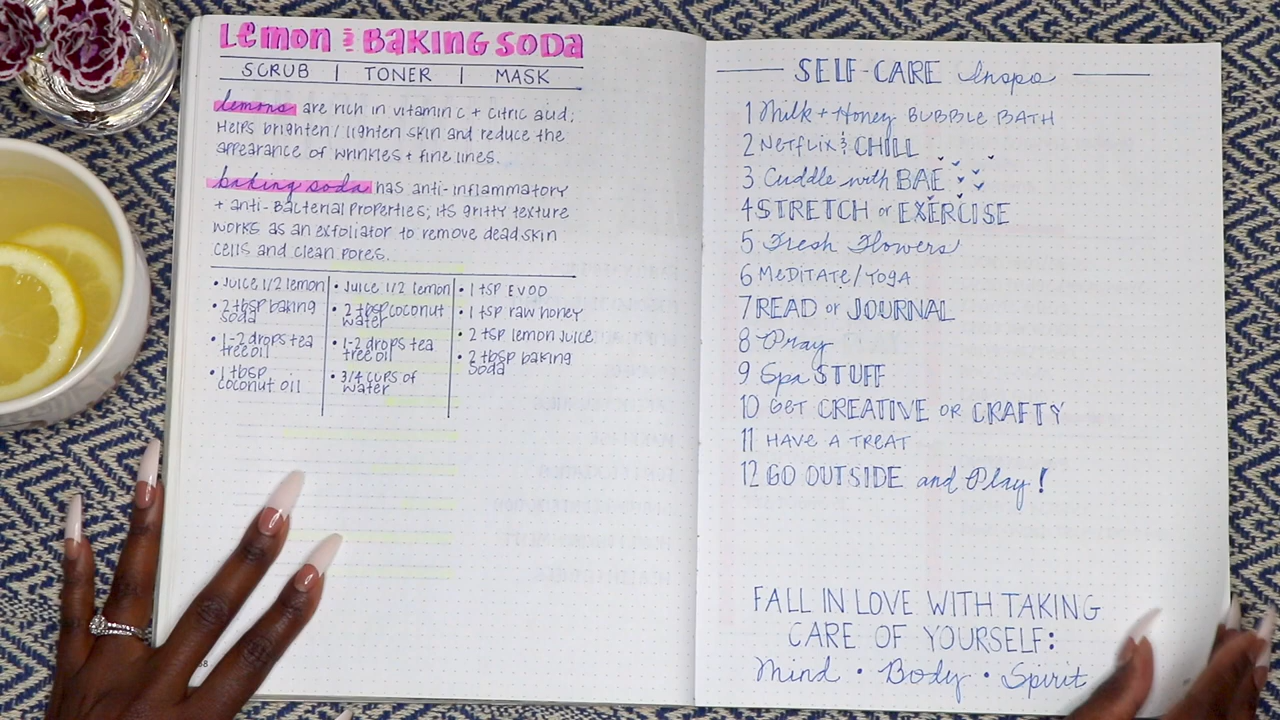 Lemon & BAKING SODA
SCRUB | TONER | MASK
lemons are rich in vitamin c + citric acid;
Helps brighten/lighten skin and reduce the
appearance of wrinkles + fine lines.
baking soda has anti-inflammatory
+ anti-Bacterial Properties; its gritty texture
works as an exfoliator to remove dead skin
cells and clean pores.
• Juice 1/2 lemon
• 2 tbsp baking
soda
• 1-2 drops tea
tree oil
• 1 tbsp
coconut oil
• Juice 1/2 lemon
• 2 tbsp coconut
water
• 1-2 drops tea
tree oil
• 3/4 cups of
water
• 1 tsp EVOO
• 1 tsp raw honey
• 2 tsp lemon Juice
• 2 tbsp baking
soda
SELF-CARE Inspo
1 Milk + Honey BUBBLE BATH
2 Netflix & CHILL
3 Cuddle with BAE
4 STRETCH or EXERCISE
5 Fresh Flowers
6 MEDITATE/YOGA
7 READ or JOURNAL
8 Pray
9 Spa STUFF
10 GET CREATIVE OR CRAFTY
11 HAVE A TREAT
12 GO OUTSIDE and Play!
FALL IN LOVE WITH TAKING
CARE OF YOURSELF:
Mind • Body • Spirit